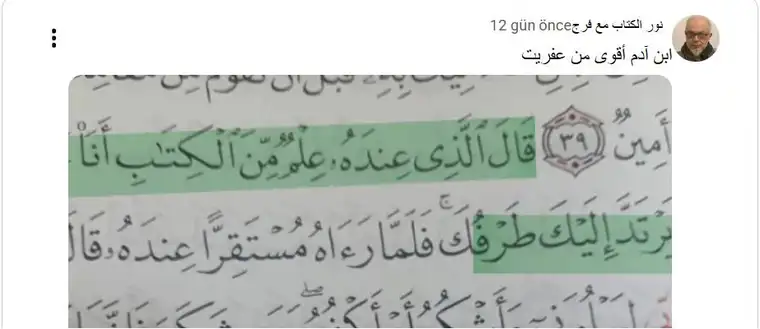 نور الكتاب مع فرج 12 gün önce
ابن آدم أقوى من عفريت
قَبْلَ أَن تَقُومَ مِن
أَمِينٌ ٣٩ قَالَ ٱلَّذِى عِندَهُۥ عِلْمٌ مِّنَ ٱلْكِتَٰبِ أَنَا۠
يَرْتَدَّ إِلَيْكَ طَرْفُكَ ۚ فَلَمَّا رَءَاهُ مُسْتَقِرًّا عِندَهُۥ قَالَ
ءَأَشْكُرُ أَمْ أَكْفُرُ ۖ